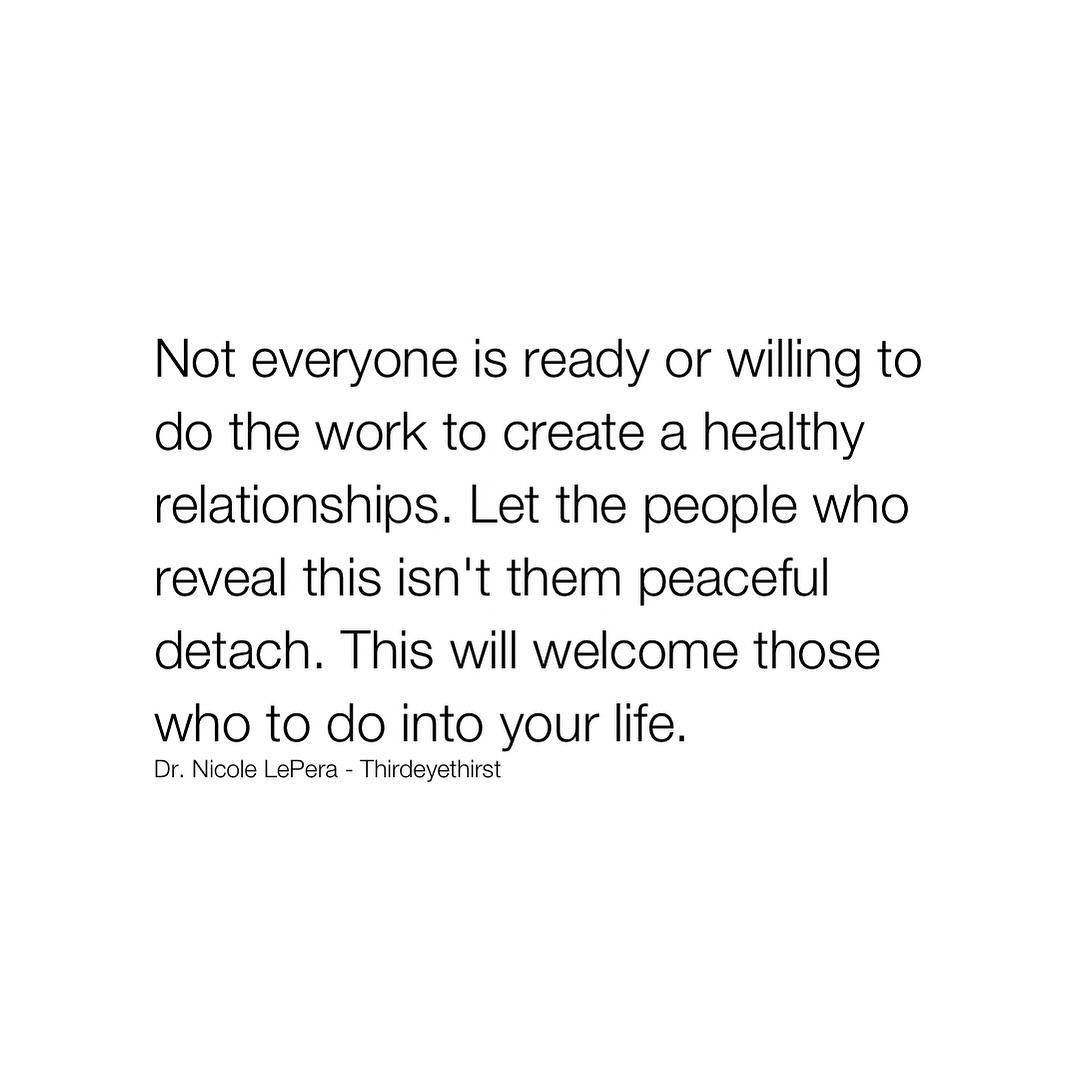 Not everyone is ready or willing to
do the work to create a healthy
relationships. Let the people who
reveal this isn't them peaceful
detach. This will welcome those
who to do into your life.
Dr. Nicole LePera - Thirdeyethirst